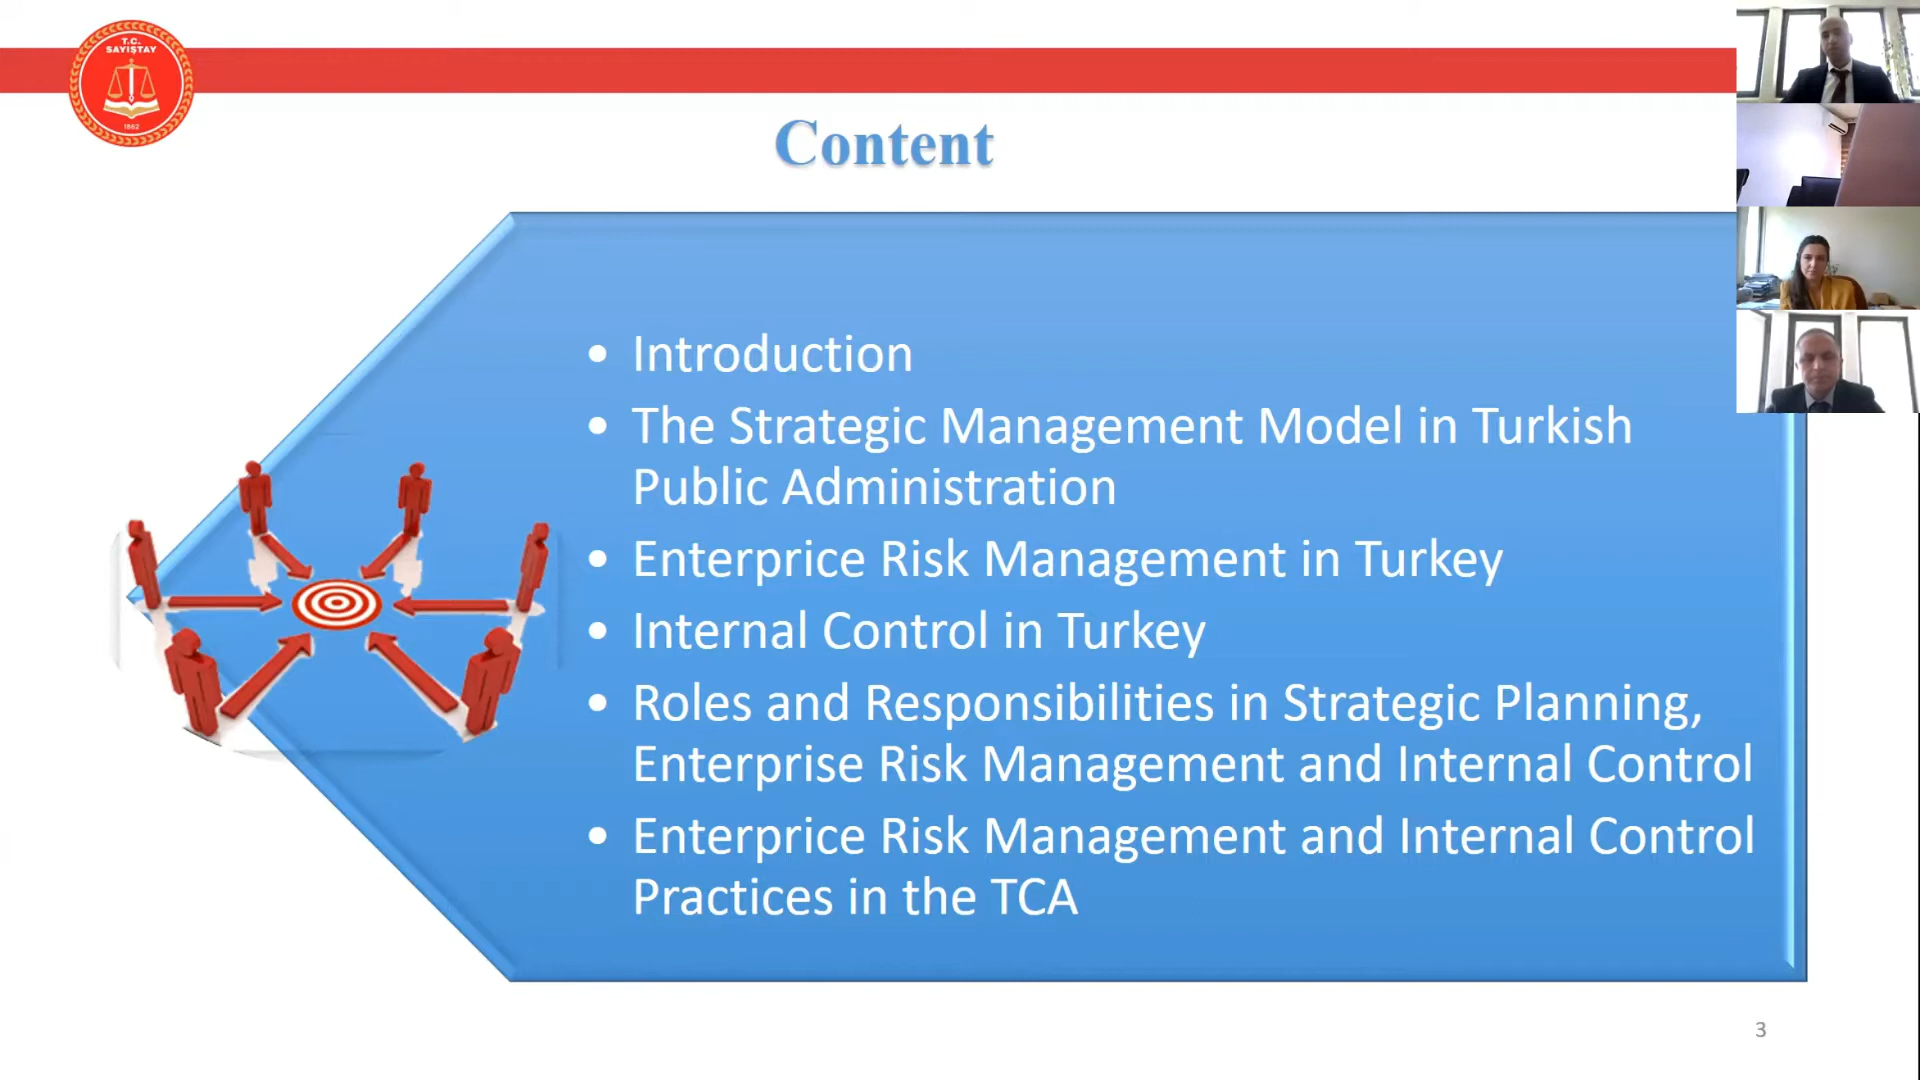 T.C.
SAYIŞTAY
1862
Content
• Introduction
• The Strategic Management Model in Turkish
Public Administration
• Enterprice Risk Management in Turkey
• Internal Control in Turkey
• Roles and Responsibilities in Strategic Planning,
Enterprise Risk Management and Internal Control
• Enterprice Risk Management and Internal Control
Practices in the TCA
3